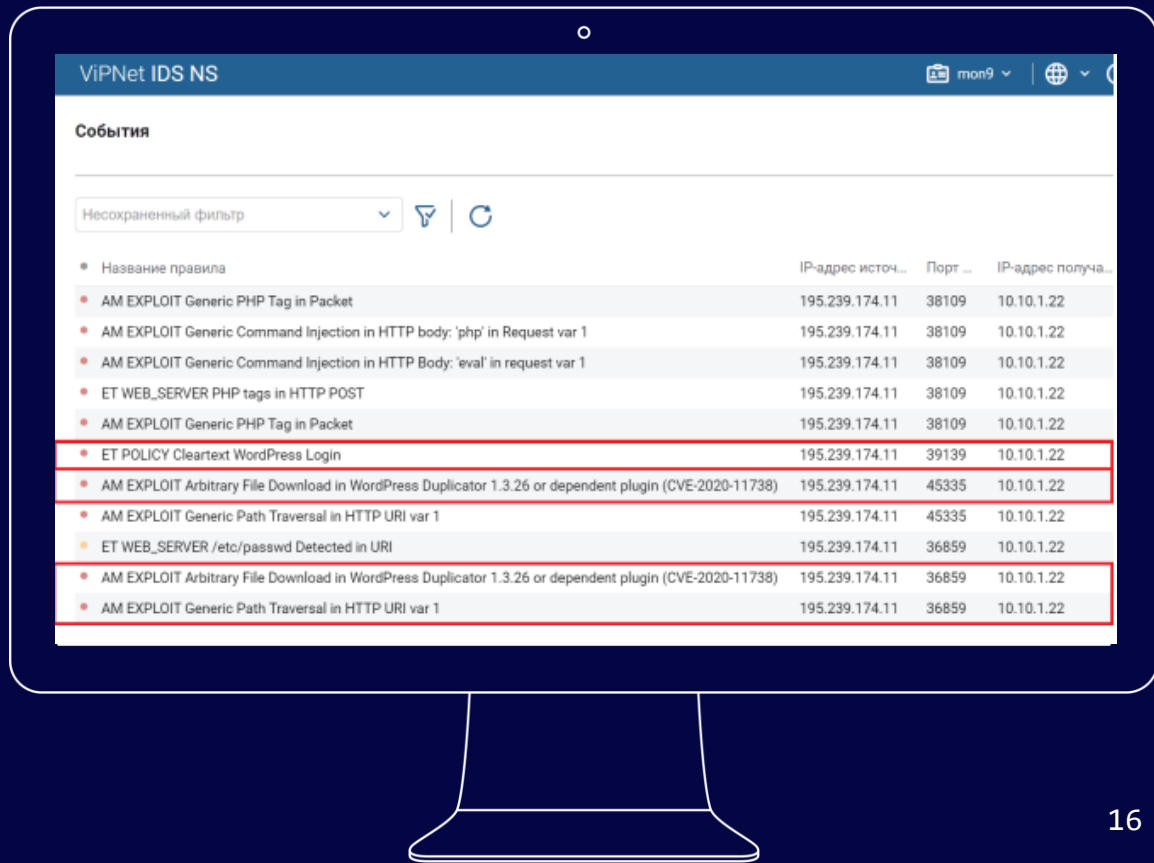 ViPNet IDS NS mon9
События
Несохраненный фильтр
Название правила IP-адрес источ... Порт ... IP-адрес получа...
AM EXPLOIT Generic PHP Tag in Packet 195.239.174.11 38109 10.10.1.22
AM EXPLOIT Generic Command Injection in HTTP body: 'php' in Request var 1 195.239.174.11 38109 10.10.1.22
AM EXPLOIT Generic Command Injection in HTTP Body: 'eval' in request var 1 195.239.174.11 38109 10.10.1.22
ET WEB_SERVER PHP tags in HTTP POST 195.239.174.11 38109 10.10.1.22
AM EXPLOIT Generic PHP Tag in Packet 195.239.174.11 38109 10.10.1.22
ET POLICY Cleartext WordPress Login 195.239.174.11 39139 10.10.1.22
AM EXPLOIT Arbitrary File Download in WordPress Duplicator 1.3.26 or dependent plugin (CVE-2020-11738) 195.239.174.11 45335 10.10.1.22
AM EXPLOIT Generic Path Traversal in HTTP URI var 1 195.239.174.11 45335 10.10.1.22
ET WEB_SERVER /etc/passwd Detected in URI 195.239.174.11 36859 10.10.1.22
AM EXPLOIT Arbitrary File Download in WordPress Duplicator 1.3.26 or dependent plugin (CVE-2020-11738) 195.239.174.11 36859 10.10.1.22
AM EXPLOIT Generic Path Traversal in HTTP URI var 1 195.239.174.11 36859 10.10.1.22
16